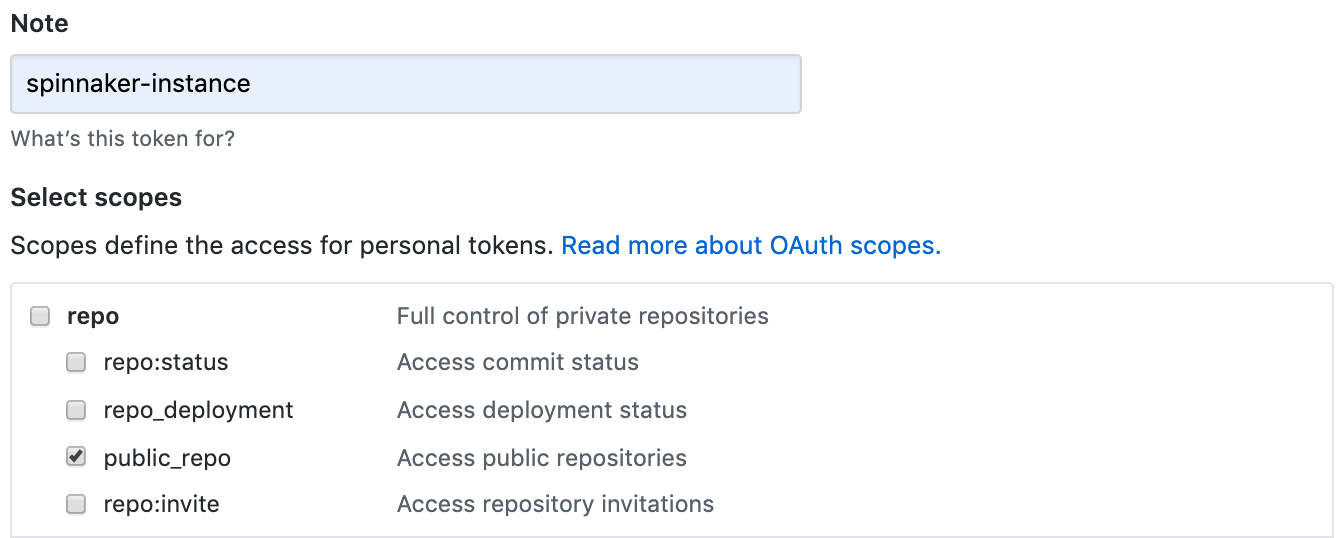 Note
spinnaker-instance
What's this token for?
Select scopes
Scopes define the access for personal tokens. Read more about OAuth scopes.
repo Full control of private repositories
repo:status Access commit status
repo_deployment Access deployment status
public_repo Access public repositories
repo:invite Access repository invitations